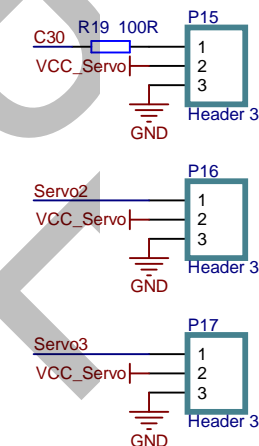 P15
R19 100R
C30
1
VCC_Servo
2
3
GND
Header 3
P16
Servo2
1
VCC_Servo
2
3
GND
Header 3
P17
Servo3
1
VCC_Servo
2
3
GND
Header 3